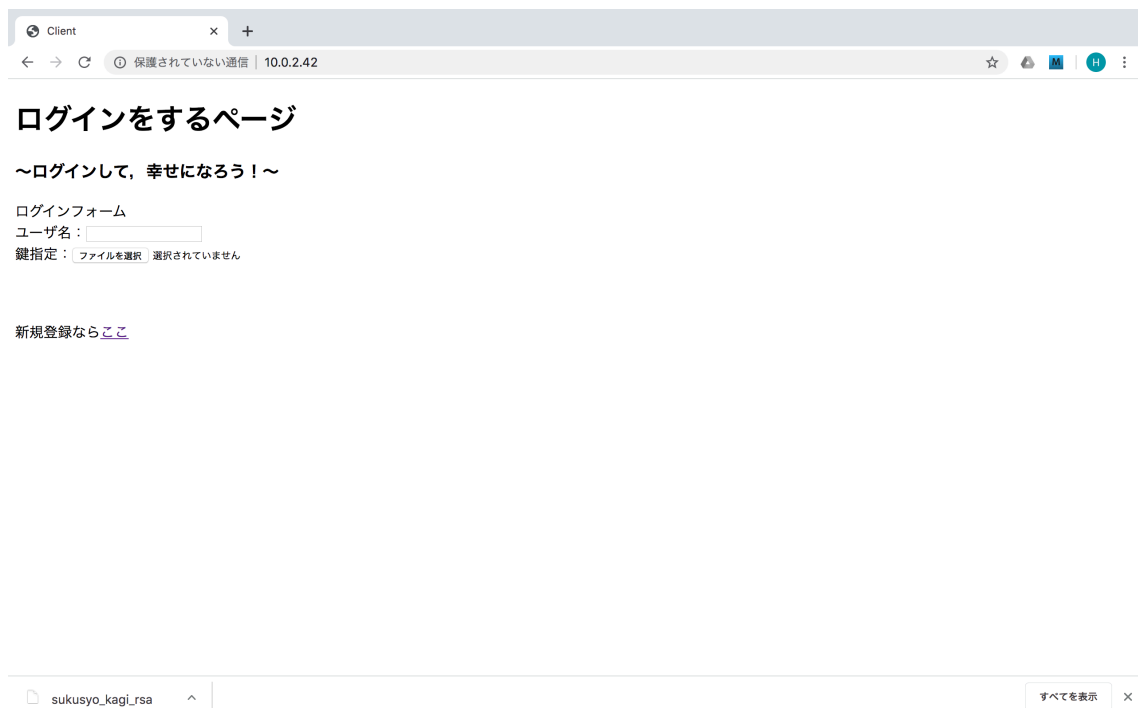 Client
保護されていない通信 10.0.2.42
M
H
ログインをするページ
〜ログインして，幸せになろう！〜
ログインフォーム
ユーザ名：
鍵指定： ファイルを選択 選択されていません
新規登録ならここ
sukusyo_kagi_rsa
すべてを表示